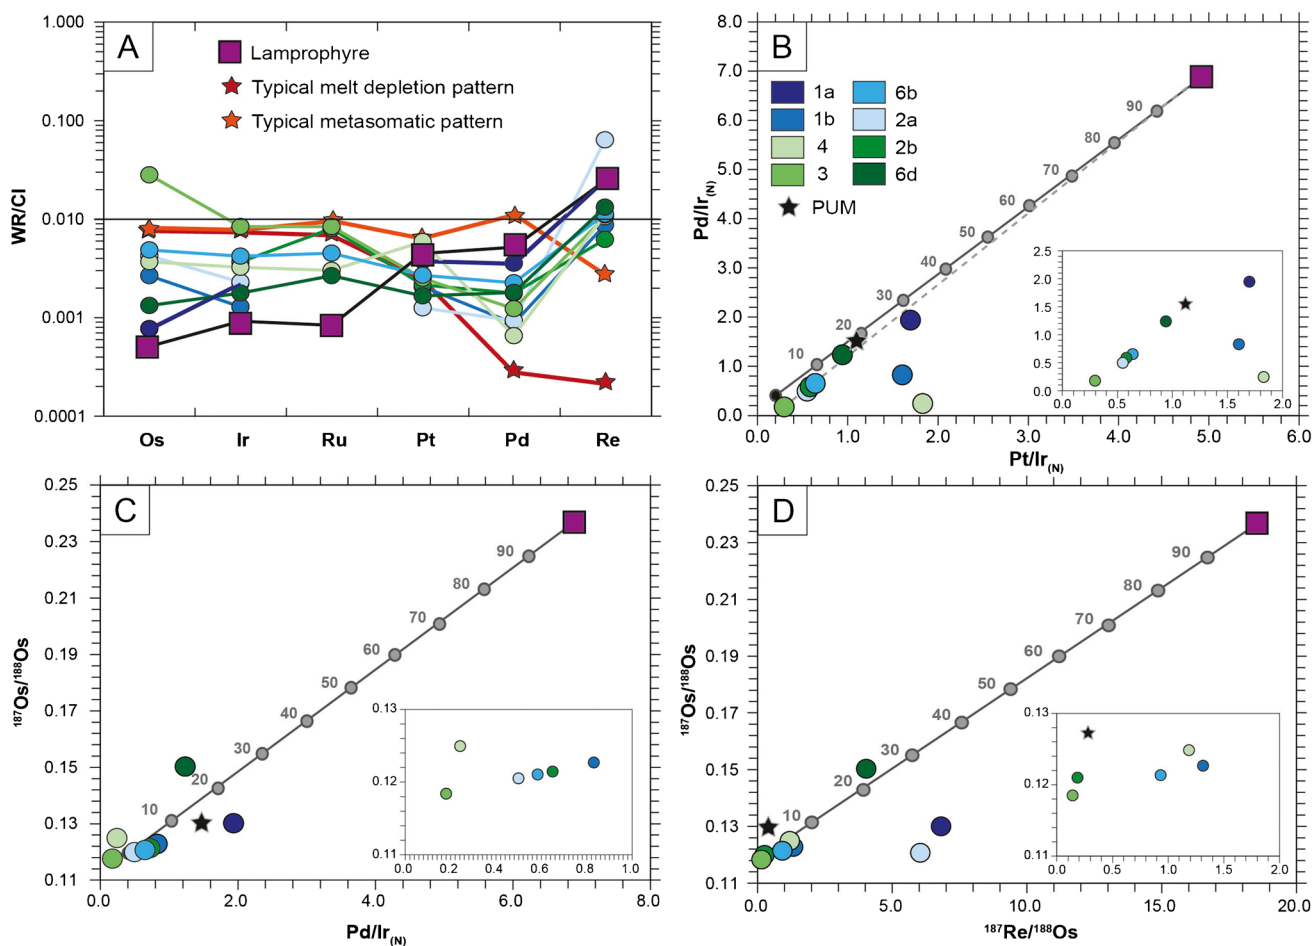 A
WR/CI
1.000
0.100
0.010
0.001
0.0001
Lamprophyre
Typical melt depletion pattern
Typical metasomatic pattern
Os Ir Ru Pt Pd Re
B
Pd/Ir(N)
8.0
7.0
6.0
5.0
4.0
3.0
2.0
1.0
0.0
1a 6b
1b 2a
4 2b
3 6d
PUM
90
80
70
60
50
40
30
20
10
2.5
2.0
1.5
1.0
0.5
0.0
0.0 0.5 1.0 1.5 2.0
0.0 1.0 2.0 3.0 4.0 5.0 6.0
Pt/Ir(N)
C
187Os/188Os
0.25
0.23
0.21
0.19
0.17
0.15
0.13
0.11
90
80
70
60
50
40
30
20
10
0.13
0.12
0.11
0.0 0.2 0.4 0.6 0.8 1.0
0.0 2.0 4.0 6.0 8.0
Pd/Ir(N)
D
187Os/188Os
0.25
0.23
0.21
0.19
0.17
0.15
0.13
0.11
90
80
70
60
50
40
30
20
10
0.13
0.12
0.11
0.0 0.5 1.0 1.5 2.0
0.0 5.0 10.0 15.0 20.0
187Re/188Os